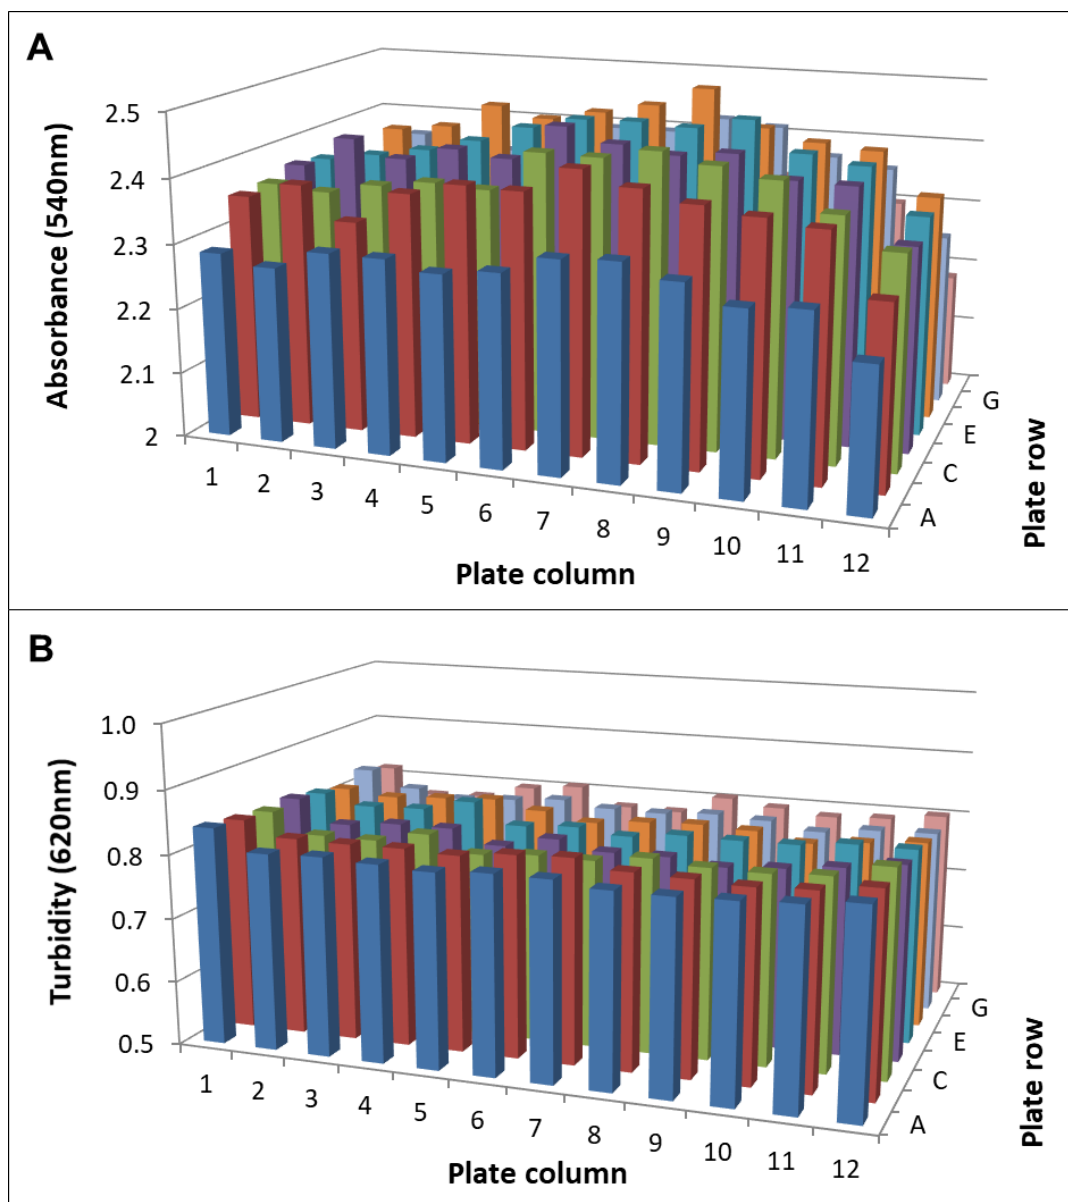 A
Absorbance (540nm)
2.5
2.4
2.3
2.2
2.1
2
1 2 3 4 5 6 7 8 9 10 11 12
Plate column
G
E
C
A
Plate row
B
Turbidity (620nm)
1.0
0.9
0.8
0.7
0.6
0.5
1 2 3 4 5 6 7 8 9 10 11 12
Plate column
G
E
C
A
Plate row